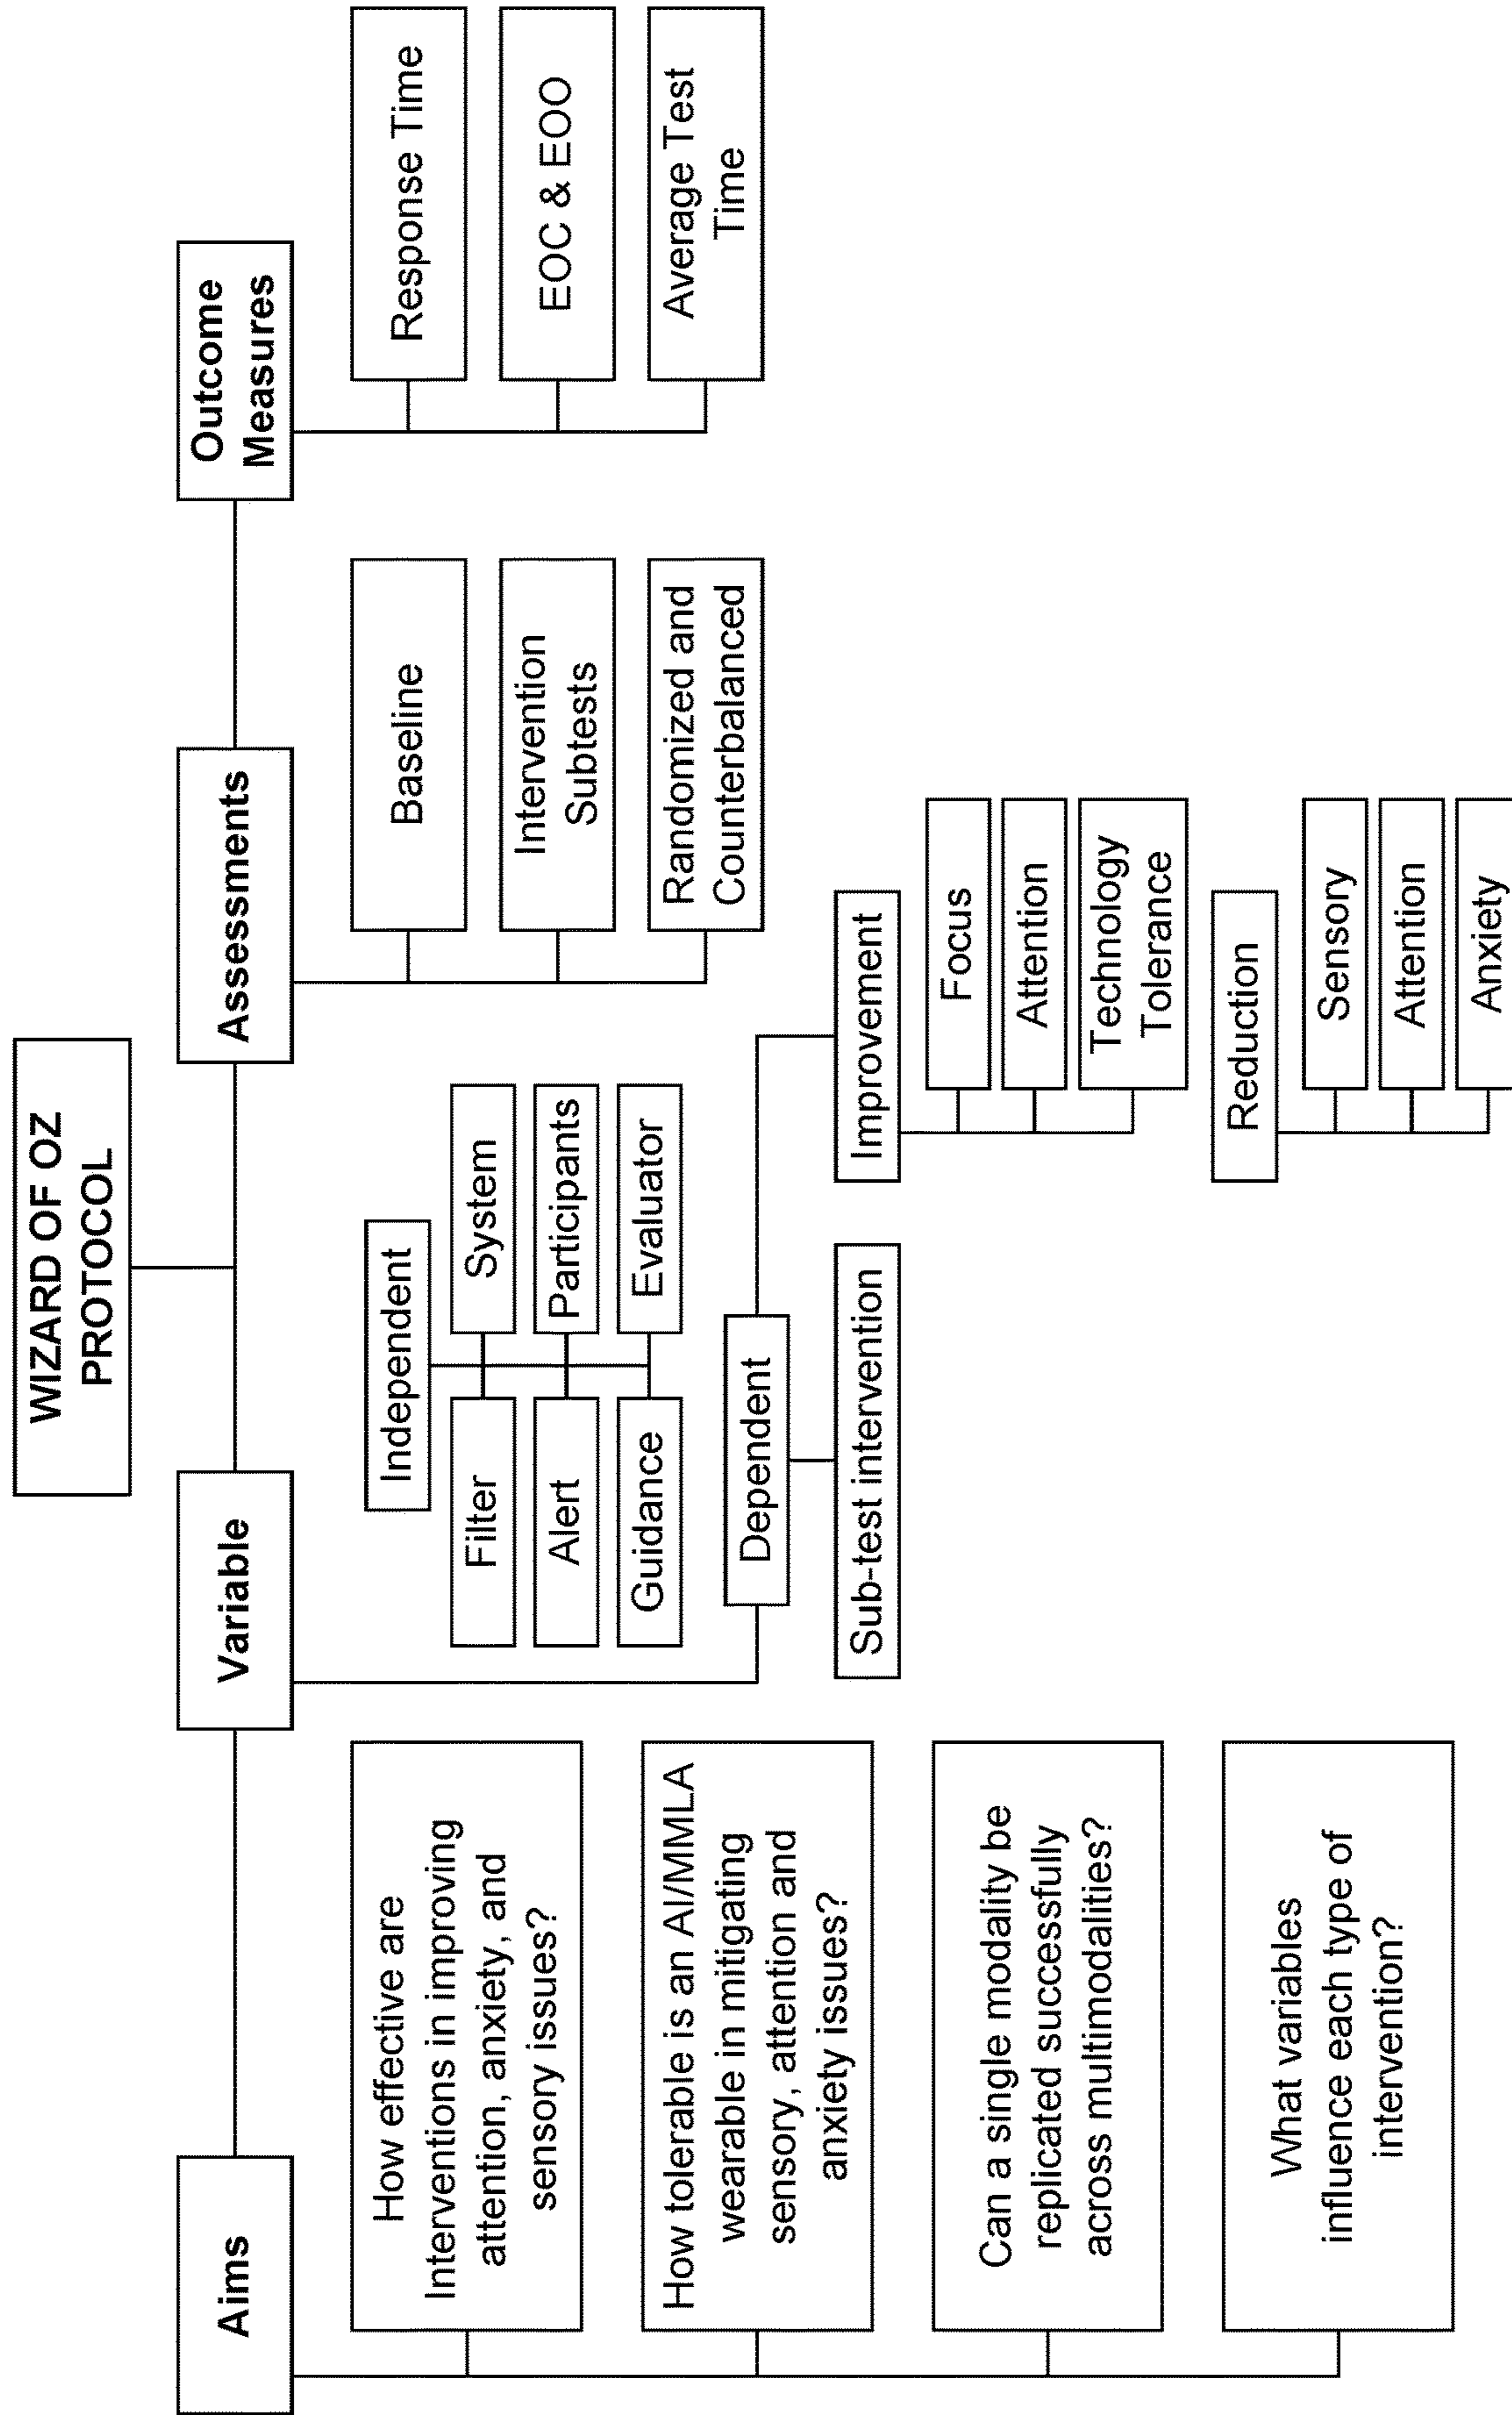 WIZARD OF OZ
PROTOCOL
Aims
How effective are
Interventions in improving
attention, anxiety, and
sensory issues?
How tolerable is an AI/MMLA
wearable in mitigating
sensory, attention and
anxiety issues?
Can a single modality be
replicated successfully
across multimodalities?
What variables
influence each type of
intervention?
Variable
Independent
Filter
System
Alert
Participants
Guidance
Evaluator
Dependent
Sub-test intervention
Improvement
Focus
Attention
Technology
Tolerance
Reduction
Sensory
Attention
Anxiety
Assessments
Baseline
Intervention
Subtests
Randomized and
Counterbalanced
Outcome
Measures
Response Time
EOC & EOO
Average Test
Time